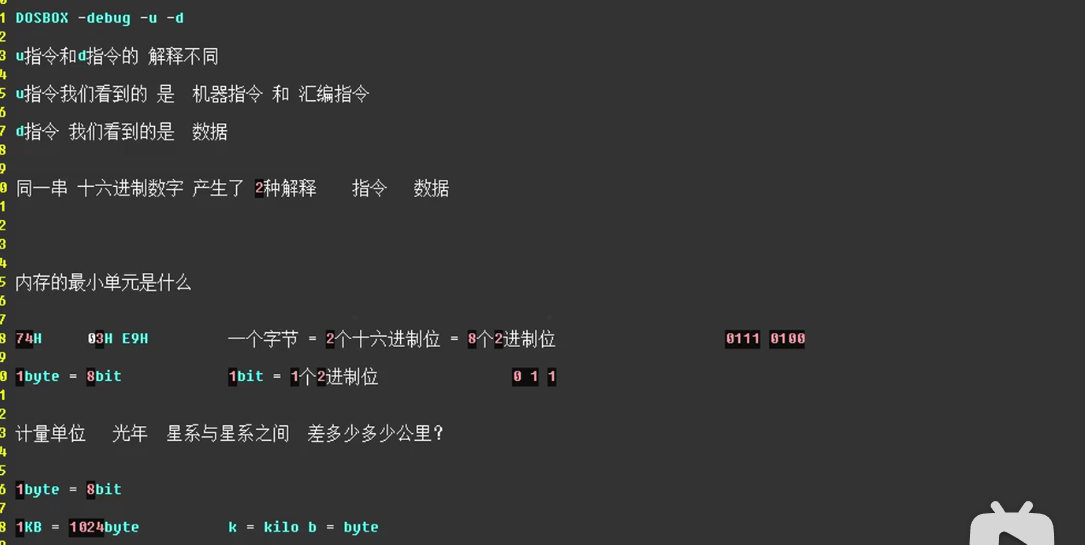 1 DOSBOX -debug -u -d
2
3 u指令和d指令的 解释不同
4
5 u指令我们看到的 是 机器指令 和 汇编指令
6
7 d指令 我们看到的是 数据
8
9
0 同一串 十六进制数字 产生了 2种解释 指令 数据
1
2
3
4
5 内存的最小单元是什么
6
7
8 74H 03H E9H 一个字节 = 2个十六进制位 = 8个2进制位 0111 0100
9
0 1byte = 8bit 1bit = 1个2进制位 0 1 1
1
2
3 计量单位 光年 星系与星系之间 差多少多少公里?
4
5
6 1byte = 8bit
7
8 1KB = 1024byte k = kilo b = byte